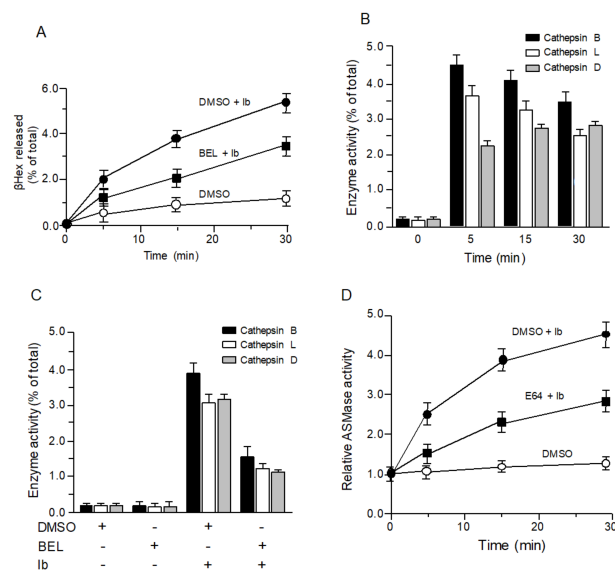 A
βHex released
(% of total)
6.0
4.0
2.0
0.0
DMSO + Ib
BEL + Ib
DMSO
0 10 20 30
Time (min)
B
Enzyme activity (% of total)
5.0
4.0
3.0
2.0
1.0
0.0
Cathepsin B
Cathepsin L
Cathepsin D
0 5 15 30
Time (min)
C
Enzyme activity (% of total)
5.0
4.0
3.0
2.0
1.0
0.0
Cathepsin B
Cathepsin L
Cathepsin D
DMSO + - + -
BEL - + - +
Ib - - + +
D
Relative ASMase activity
5.0
4.0
3.0
2.0
1.0
0.0
DMSO + Ib
E64 + Ib
DMSO
0 10 20 30
Time (min)